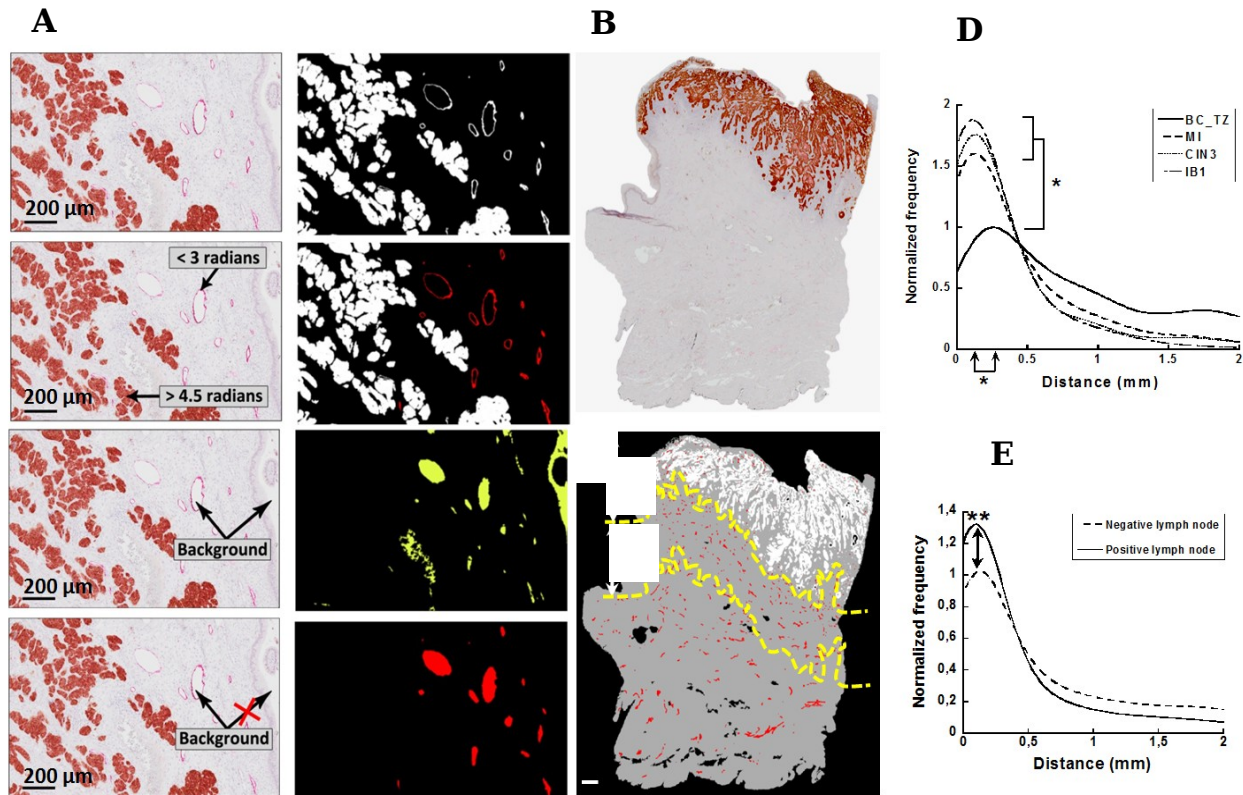 A
B
D
E
200 µm
< 3 radians
> 4.5 radians
200 µm
Background
200 µm
Background
200 µm
Normalized frequency
2
1.5
1
0.5
0
0 0.5 1 1.5 2
Distance (mm)
BC_TZ
MI
CIN3
IB1
*
*
Normalized frequency
1,4
1.2
1
0.8
0.6
0.4
0.2
0
0 0.5 1 1.5 2
Distance (mm)
**
Negative lymph node
Positive lymph node
?